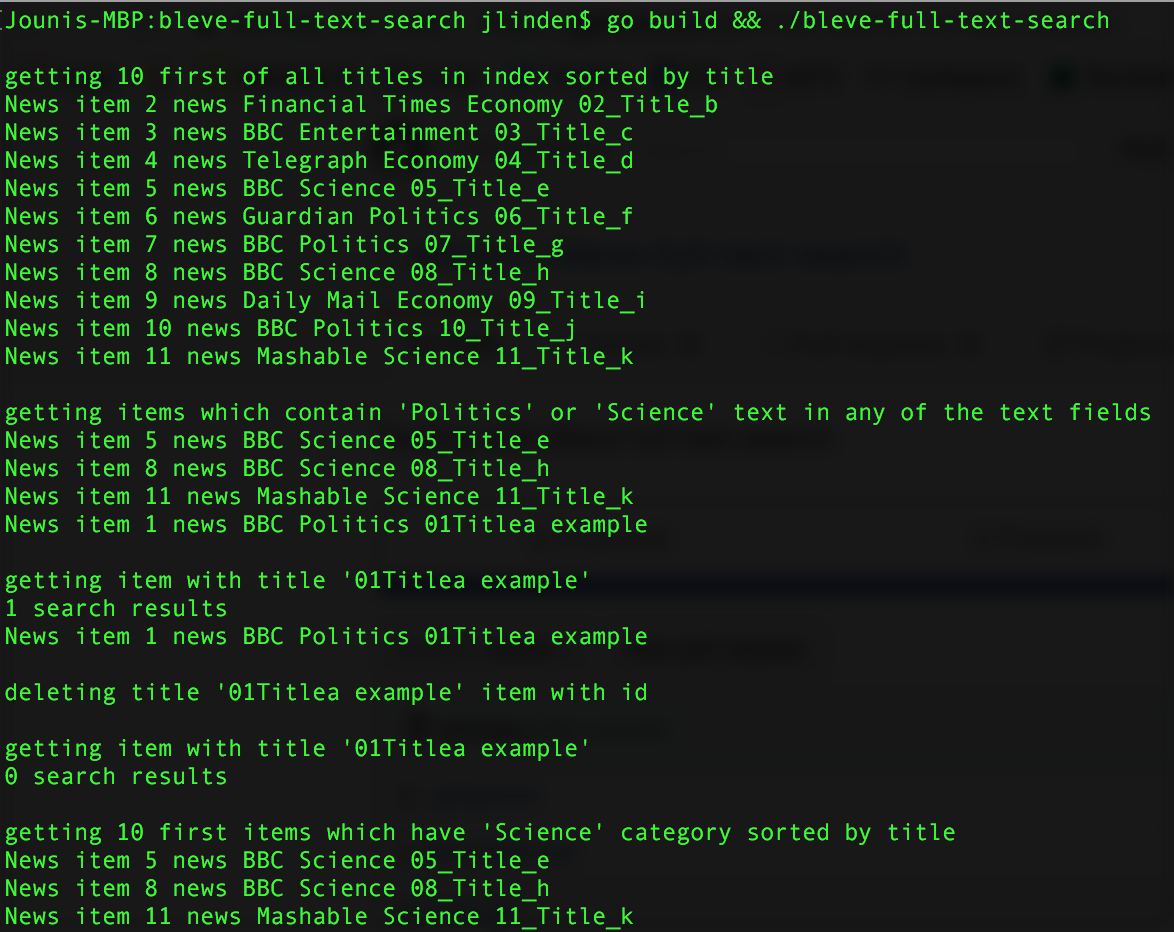 Jounis-MBP:bleve-full-text-search jlinden$ go build && ./bleve-full-text-search
getting 10 first of all titles in index sorted by title
News item 2 news Financial Times Economy 02_Title_b
News item 3 news BBC Entertainment 03_Title_c
News item 4 news Telegraph Economy 04_Title_d
News item 5 news BBC Science 05_Title_e
News item 6 news Guardian Politics 06_Title_f
News item 7 news BBC Politics 07_Title_g
News item 8 news BBC Science 08_Title_h
News item 9 news Daily Mail Economy 09_Title_i
News item 10 news BBC Politics 10_Title_j
News item 11 news Mashable Science 11_Title_k
getting items which contain 'Politics' or 'Science' text in any of the text fields
News item 5 news BBC Science 05_Title_e
News item 8 news BBC Science 08_Title_h
News item 11 news Mashable Science 11_Title_k
News item 1 news BBC Politics 01Titlea example
getting item with title '01Titlea example'
1 search results
News item 1 news BBC Politics 01Titlea example
deleting title '01Titlea example' item with id
getting item with title '01Titlea example'
0 search results
getting 10 first items which have 'Science' category sorted by title
News item 5 news BBC Science 05_Title_e
News item 8 news BBC Science 08_Title_h
News item 11 news Mashable Science 11_Title_k